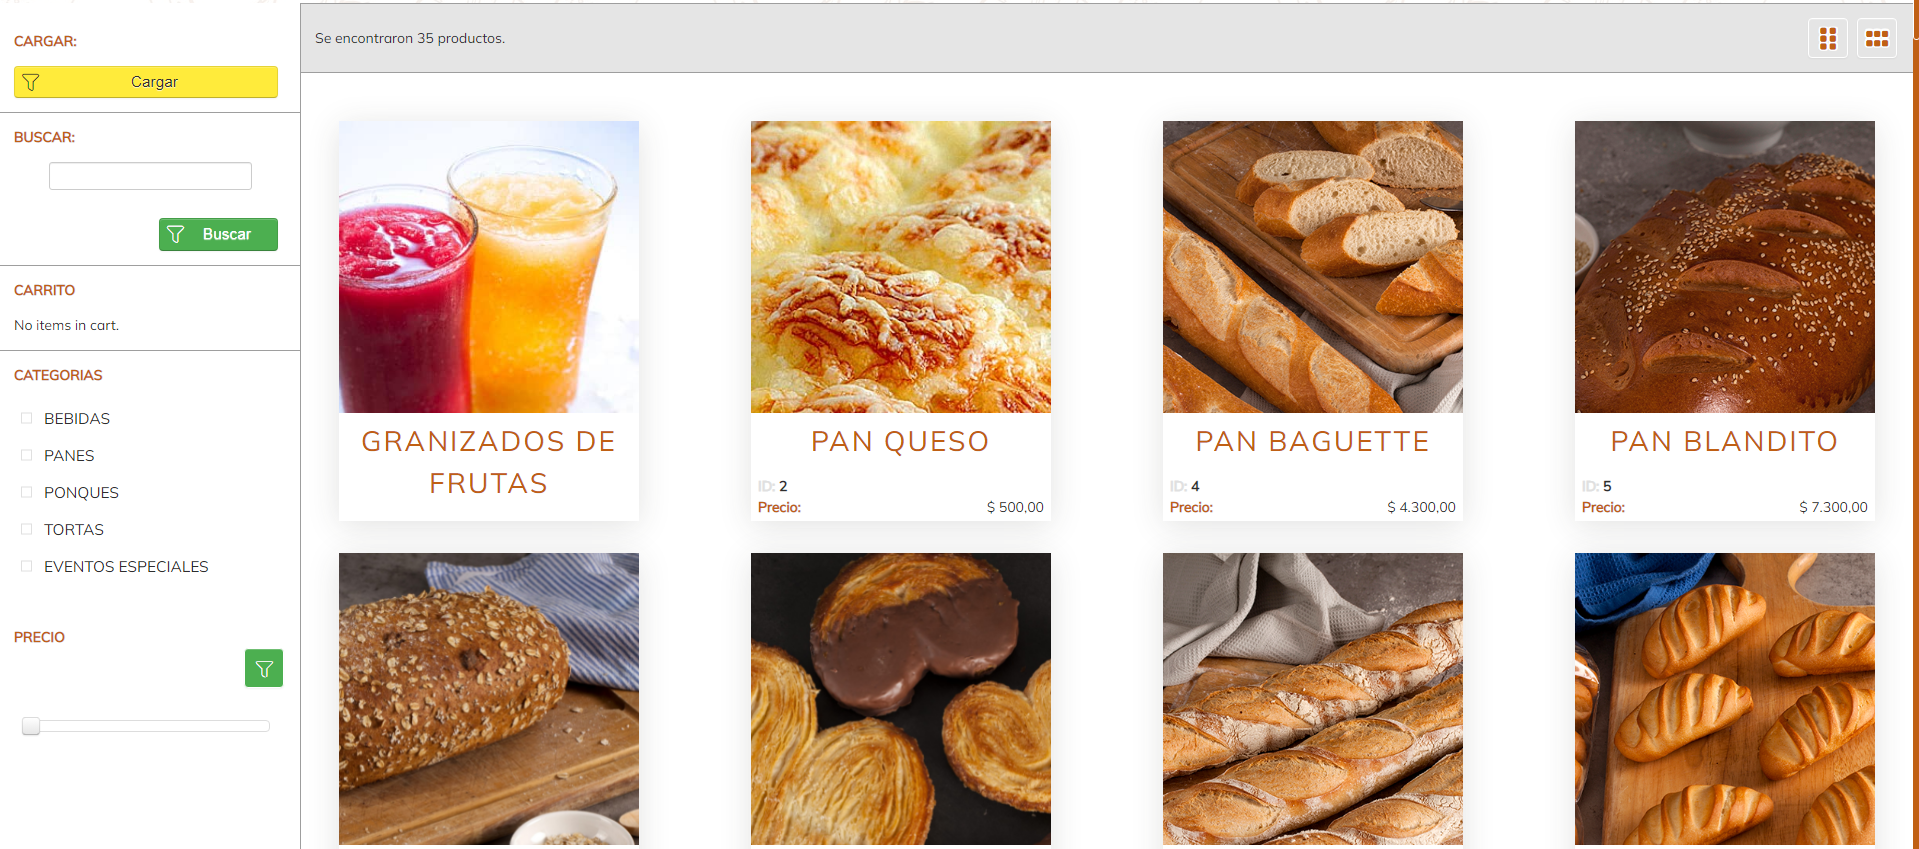 CARGAR:
Cargar
BUSCAR:
Buscar
CARRITO
No items in cart.
CATEGORIAS
BEBIDAS
PANES
PONQUES
TORTAS
EVENTOS ESPECIALES
PRECIO
Se encontraron 35 productos.
GRANIZADOS DE
FRUTAS
PAN QUESO
ID: 2
Precio: $ 500,00
PAN BAGUETTE
ID: 4
Precio: $ 4.300,00
PAN BLANDITO
ID: 5
Precio: $ 7.300,00